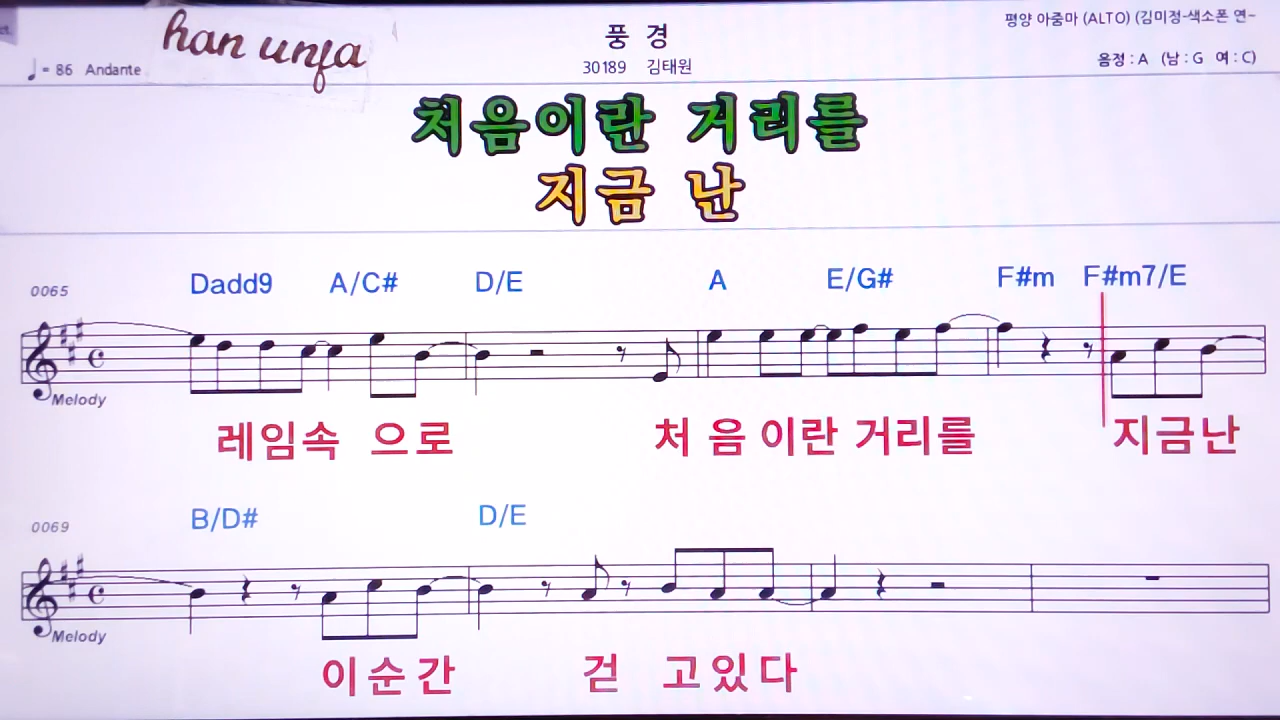 han unfa
풍 경
평양 아줌마 (ALTO) (김미정-색소폰 연~
♩ = 86 Andante
30189 김태원
음정 : A (남 : G 여 : C)
처음이란 거리를
지금 난
0065
Dadd9 A/C# D/E A E/G# F#m F#m7/E
Melody
레임속 으로 처 음 이란 거리를 지금난
0069
B/D# D/E
Melody
이순간 걷 고있다